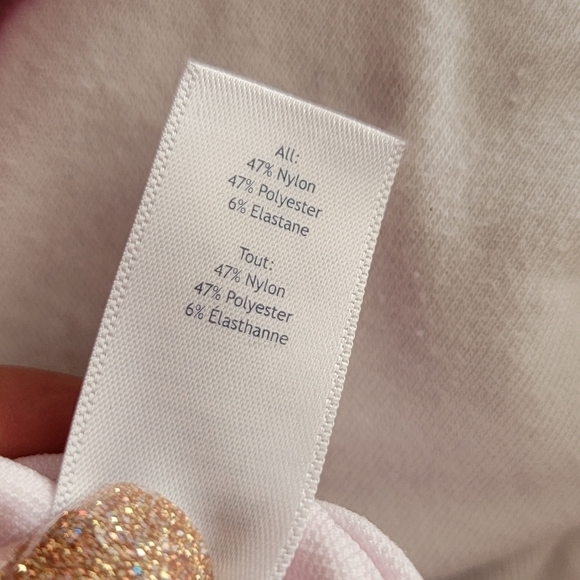 All:
47% Nylon
47% Polyester
6% Elastane
Tout:
47% Nylon
47% Polyester
6% Élasthanne